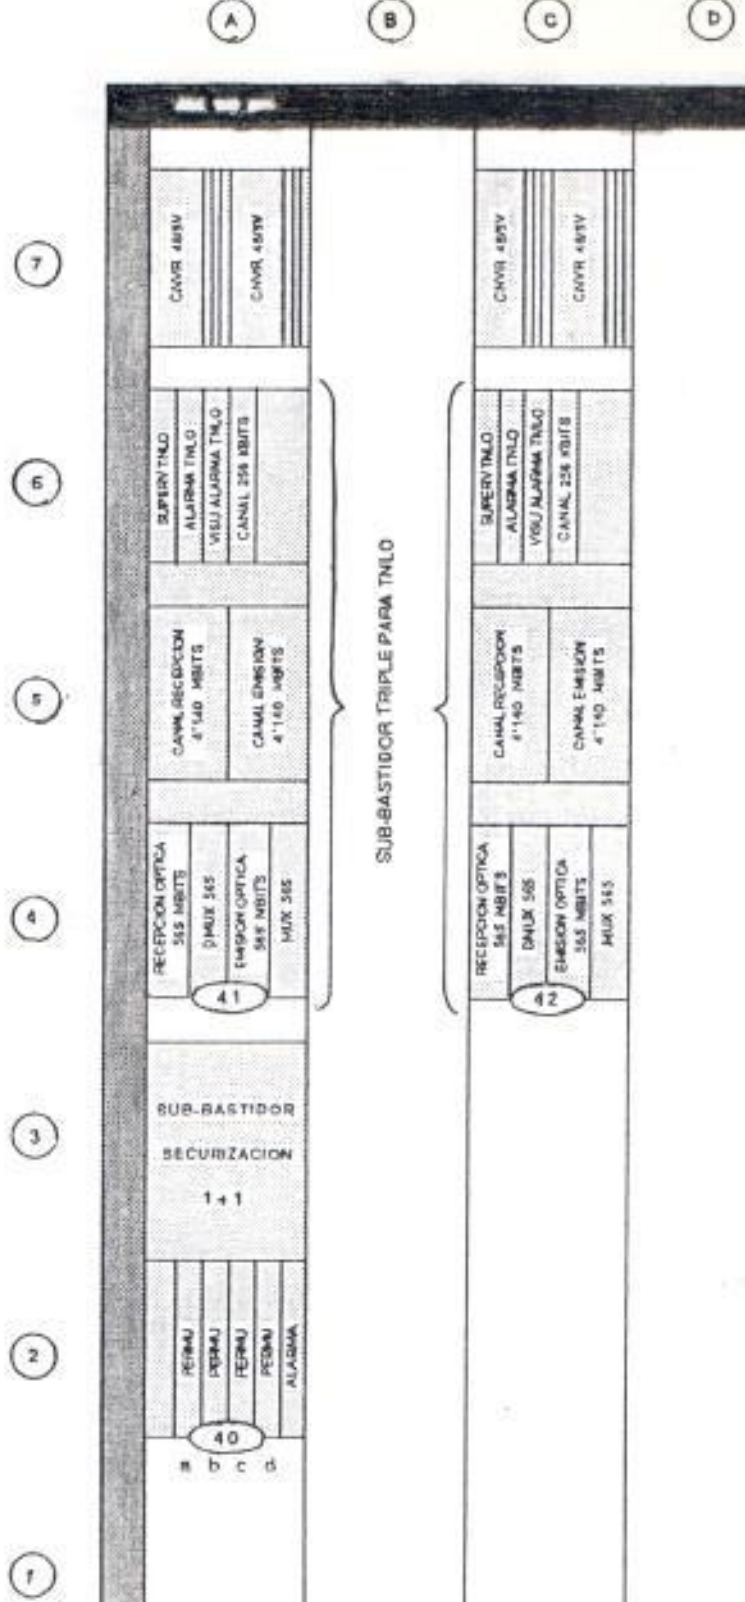 A B C D
7
CNVR 48/5V
CNVR 48/5V
CNVR 48/5V
CNVR 48/5V
6
SUPERV TNLO
ALARMA TNLO
VISU ALARMA TNLO
CANAL 256 KBITS
SUPERV TNLO
ALARMA TNLO
VISU ALARMA TNLO
CANAL 256 KBITS
SUB-BASTIDOR TRIPLE PARA TNLO
5
CANAL RECEPCION
4*140 MBITS
CANAL EMISION
4*140 MBITS
CANAL RECEPCION
4*140 MBITS
CANAL EMISION
4*140 MBITS
4
RECEPCION OPTICA
565 MBITS
DMUX 565
EMISION OPTICA
565 MBITS
MUX 565
41
RECEPCION OPTICA
565 MBITS
DMUX 565
EMISION OPTICA
565 MBITS
MUX 565
42
3
SUB-BASTIDOR
SECURIZACION
1+1
2
PERMU
PERMU
PERMU
PERMU
ALARMA
40
a b c d
1